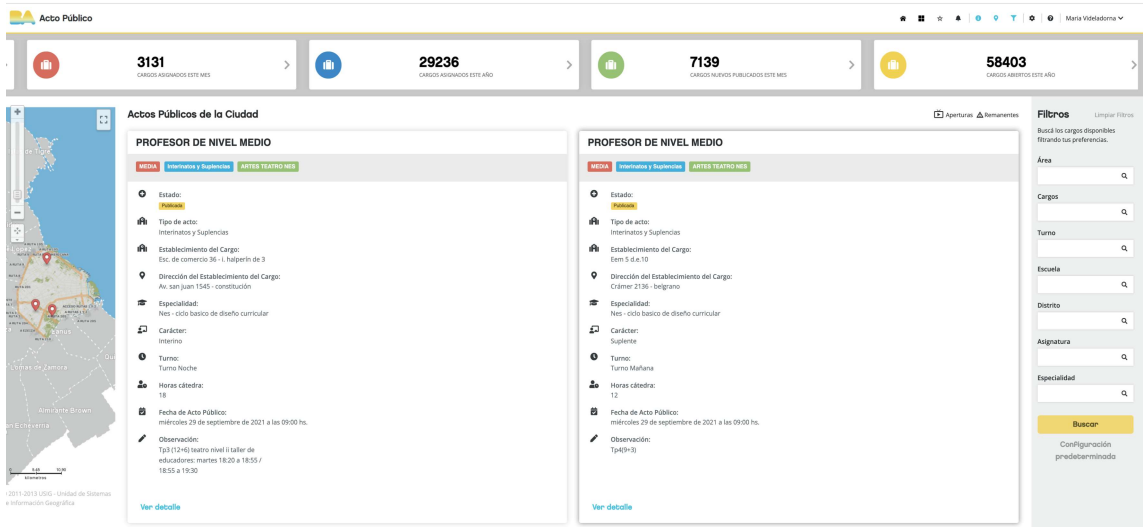 BA Acto Público
Maria Videladorna
3131
CARGOS ASIGNADOS ESTE MES
29236
CARGOS ASIGNADOS ESTE AÑO
7139
CARGOS NUEVOS PUBLICADOS ESTE MES
58403
CARGOS ABIERTOS ESTE AÑO
Actos Públicos de la Ciudad
Aperturas Remanentes
PROFESOR DE NIVEL MEDIO
MEDIA Interinatos y Suplencias ARTES TEATRO NES
Estado:
Publicada
Tipo de acto:
Interinatos y Suplencias
Establecimiento del Cargo:
Esc. de comercio 36 - i. halperín de 3
Dirección del Establecimiento del Cargo:
Av. san juan 1545 - constitución
Especialidad:
Nes - ciclo basico de diseño curricular
Carácter:
Interino
Turno:
Turno Noche
Horas cátedra:
18
Fecha de Acto Público:
miércoles 29 de septiembre de 2021 a las 09:00 hs.
Observación:
Tp3 (12+6) teatro nivel ii taller de
educadores: martes 18:20 a 18:55 /
18:55 a 19:30
Ver detalle
PROFESOR DE NIVEL MEDIO
MEDIA Interinatos y Suplencias ARTES TEATRO NES
Estado:
Publicada
Tipo de acto:
Interinatos y Suplencias
Establecimiento del Cargo:
Eem 5 d.e.10
Dirección del Establecimiento del Cargo:
Crámer 2136 - belgrano
Especialidad:
Nes - ciclo basico de diseño curricular
Carácter:
Suplente
Turno:
Turno Mañana
Horas cátedra:
12
Fecha de Acto Público:
miércoles 29 de septiembre de 2021 a las 09:00 hs.
Observación:
Tp4(9+3)
Ver detalle
Filtros Limpiar Filtros
Buscá los cargos disponibles
filtrando tus preferencias.
Área
Cargos
Turno
Escuela
Distrito
Asignatura
Especialidad
Buscar
Configuración
predeterminada
de Tigre
Lanús
Lomas de Zamora
Almirante Brown
an Echeverría
kilometros
2011-2013 USIG - Unidad de Sistemas
e Información Geográfica